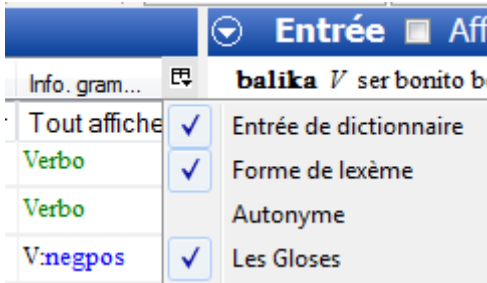 Entrée Aff
Info. gram...
balika V ser bonito
Tout affiche
Entrée de dictionnaire
Verbo
Forme de lexème
Verbo
Autonyme
V:negpos
Les Gloses